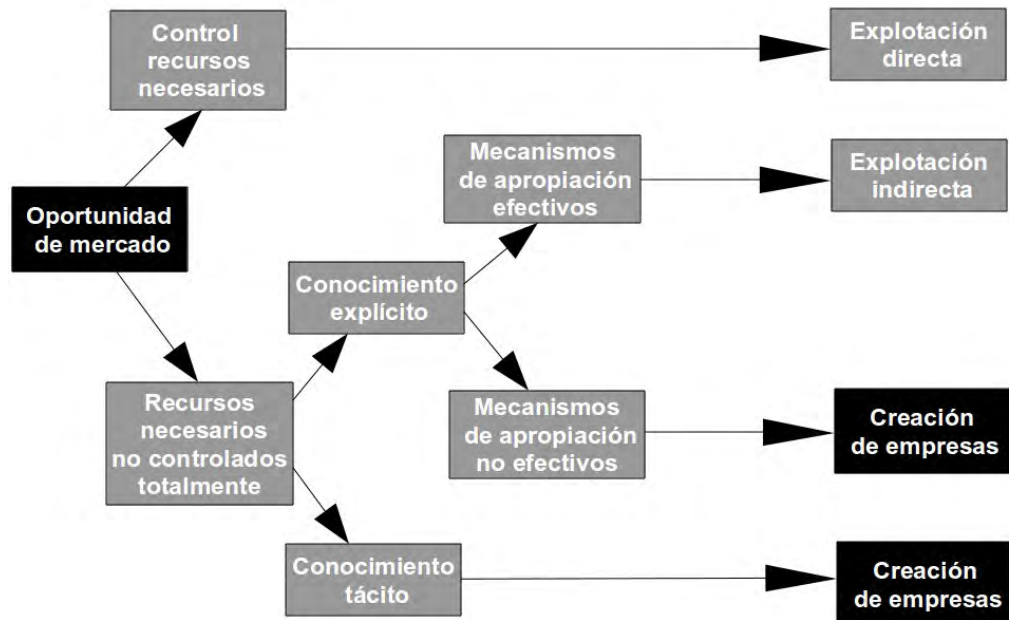 Control
recursos
necesarios
Explotación
directa
Mecanismos
de apropiación
efectivos
Explotación
indirecta
Oportunidad
de mercado
Conocimiento
explícito
Recursos
necesarios
no controlados
totalmente
Mecanismos
de apropiación
no efectivos
Creación
de empresas
Conocimiento
tácito
Creación
de empresas